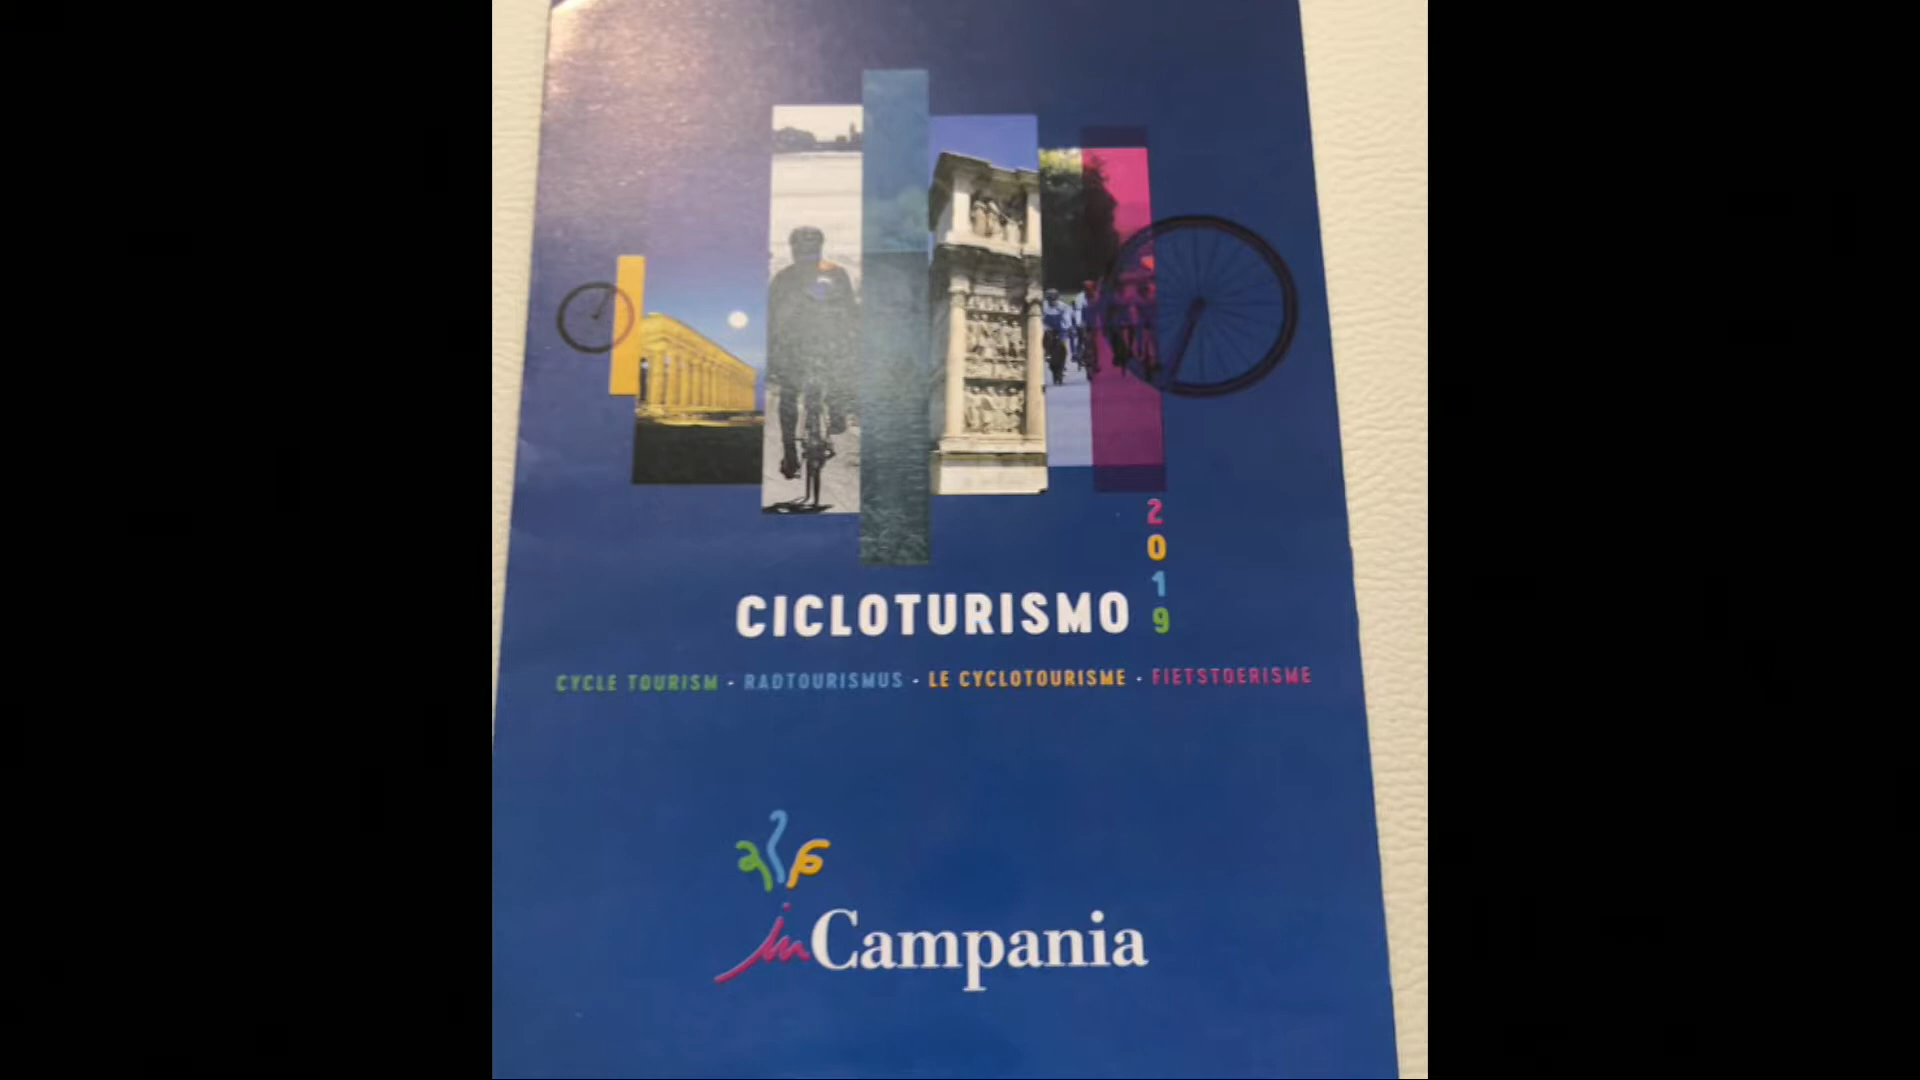 2019
CICLOTURISMO
CYCLE TOURISM · RADTOURISMUS · LE CYCLOTOURISME · FIETSTOERISME
inCampania